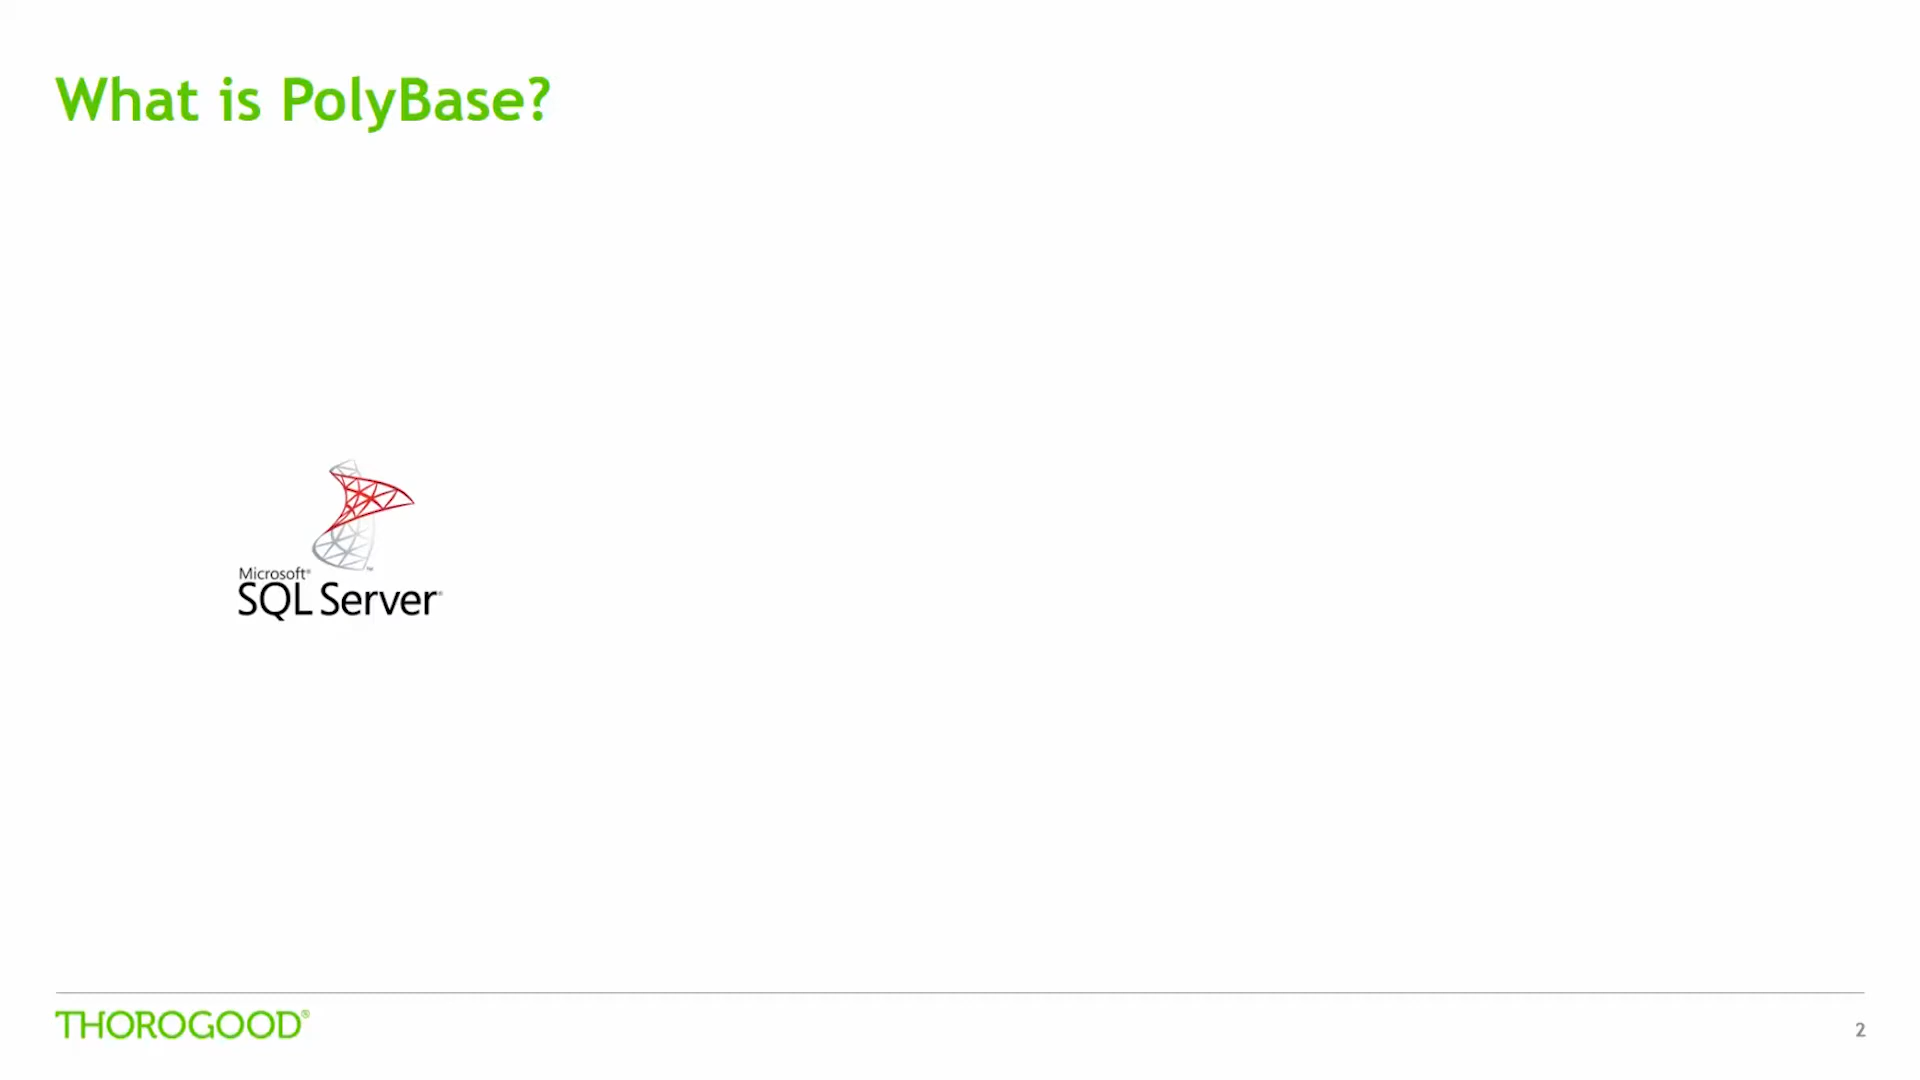 What is PolyBase?
Microsoft®
SQL Server®
THOROGOOD®
2